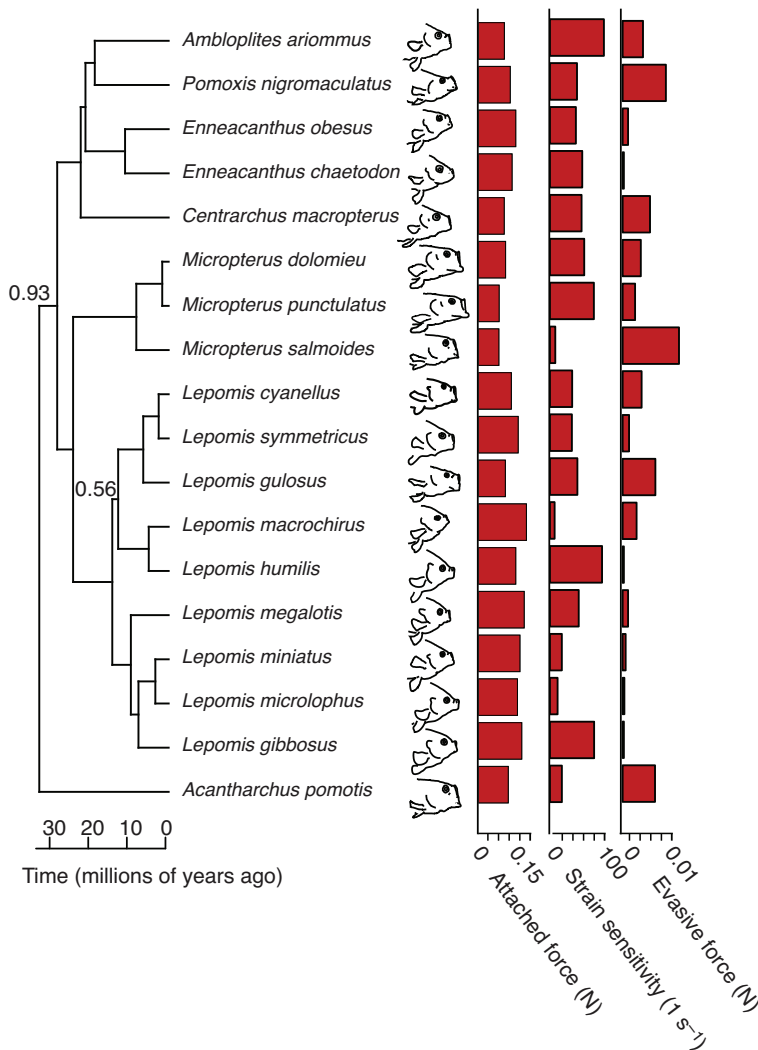 Ambloplites ariommus
Pomoxis nigromaculatus
Enneacanthus obesus
Enneacanthus chaetodon
Centrarchus macropterus
Micropterus dolomieu
0.93
Micropterus punctulatus
Micropterus salmoides
Lepomis cyanellus
Lepomis symmetricus
Lepomis gulosus
0.56
Lepomis macrochirus
Lepomis humilis
Lepomis megalotis
Lepomis miniatus
Lepomis microlophus
Lepomis gibbosus
Acantharchus pomotis
30 20 10 0
Time (millions of years ago)
0 0.15
Attached force (N)
0 100
Strain sensitivity (1 s⁻¹)
0 0.01
Evasive force (N)